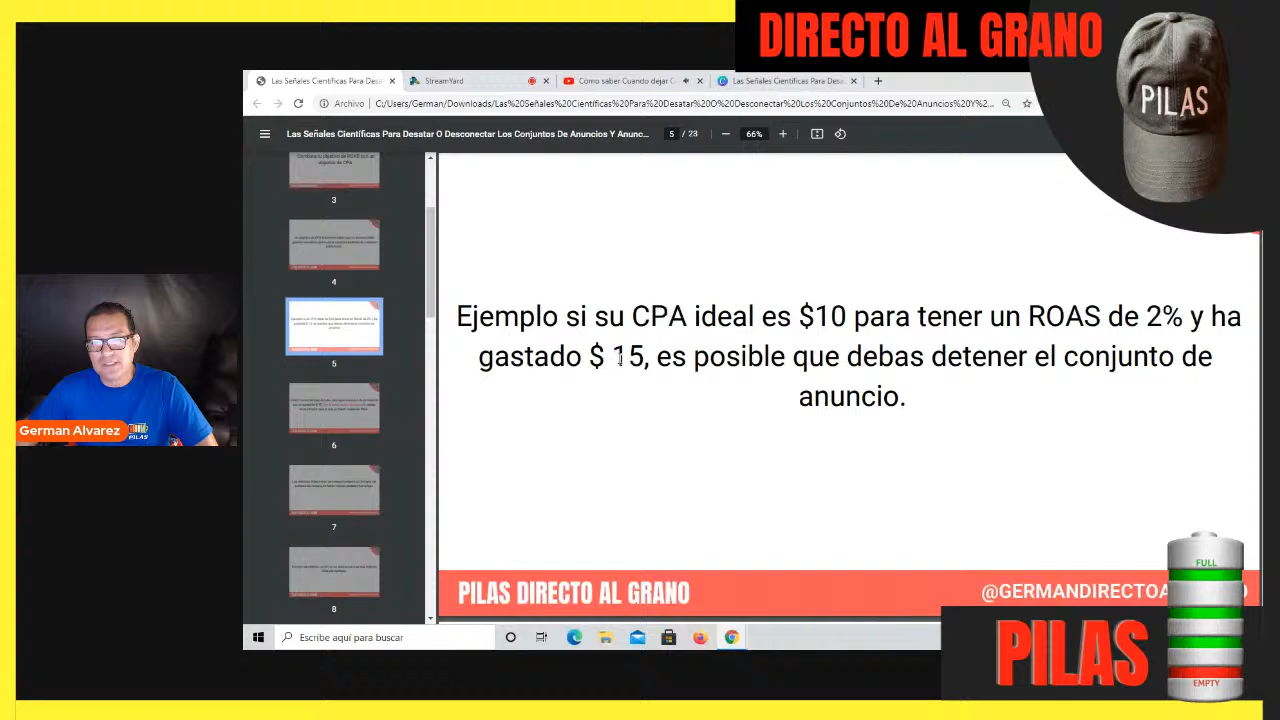 DIRECTO AL GRANO
PILAS
Las Señales Científicas Para Desa
StreamYard
Como saber Cuando dejar C
Las Señales Científicas Para Desa
Archivo
C:/Users/German/Downloads/Las%20Señales%20Científicas%20Para%20Desatar%20O%20Desconectar%20Los%20Conjuntos%20De%20Anuncios%20Y%2...
Las Señales Científicas Para Desatar O Desconectar Los Conjuntos De Anuncios Y Anunc...
5 / 23
66%
3
4
5
6
7
8
Ejemplo si su CPA ideal es $10 para tener un ROAS de 2% y ha
gastado $ 15, es posible que debas detener el conjunto de
anuncio.
German Alvarez
PILAS
PILAS DIRECTO AL GRANO
@GERMANDIRECTOA
O
Escribe aquí para buscar
PILAS
FULL
EMPTY